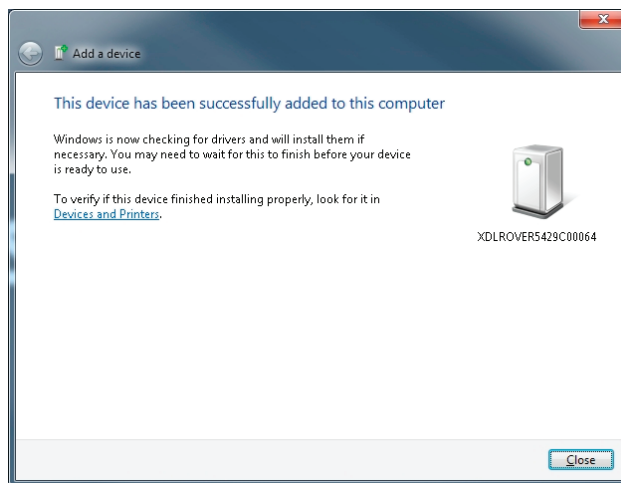 Add a device
This device has been successfully added to this computer
Windows is now checking for drivers and will install them if
necessary. You may need to wait for this to finish before your device
is ready to use.
To verify if this device finished installing properly, look for it in
Devices and Printers.
XDLROVER5429C00064
Close